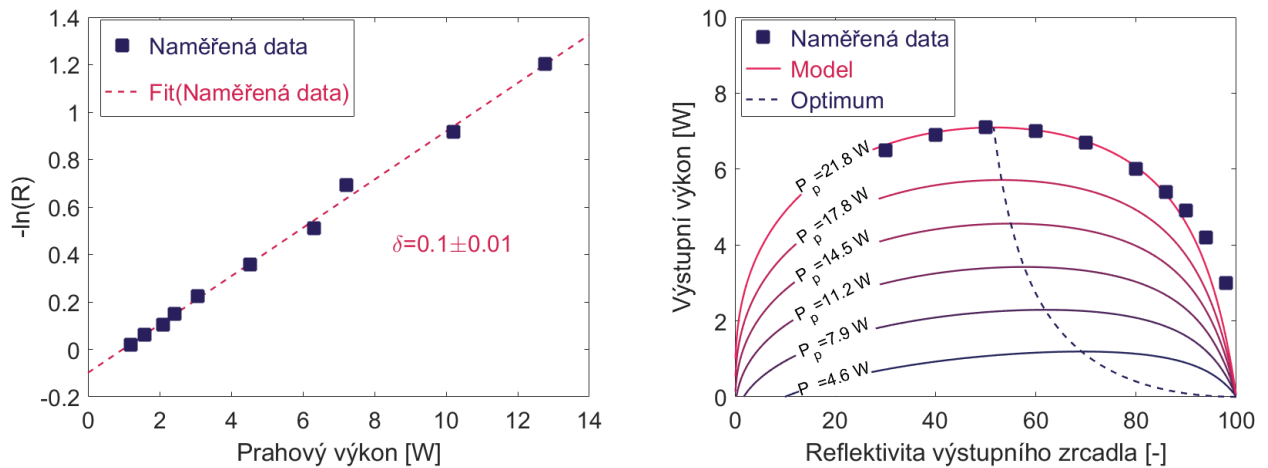 Naměřená data
Fit(Naměřená data)
δ=0.1±0.01
-ln(R)
1.4
1.2
1
0.8
0.6
0.4
0.2
0
-0.2
0 2 4 6 8 10 12 14
Prahový výkon [W]
Naměřená data
Model
Optimum
Výstupní výkon [W]
10
8
6
4
2
0
P_p=21.8 W
P_p=17.8 W
P_p=14.5 W
P_p=11.2 W
P_p=7.9 W
P_p=4.6 W
0 20 40 60 80 100
Reflektivita výstupního zrcadla [-]